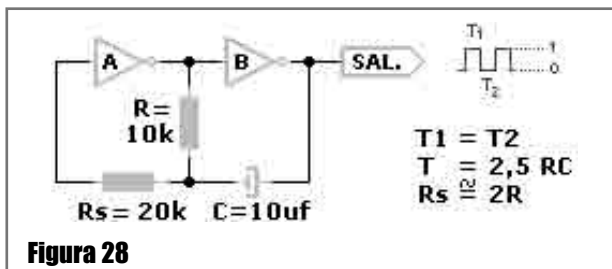 T1
1
0
T2
A
B
SAL.
R=
10k
Rs= 20k
C=10uf
T1 = T2
T = 2,5 RC
Rs ≅ 2R
Figura 28